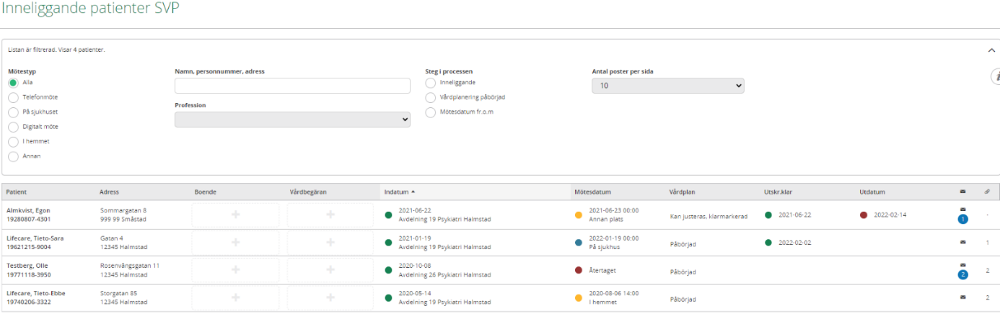 Inneliggande patienter SVP
Listan är filtrerad. Visar 4 patienter.
Mötestyp
Alla
Telefonmöte
På sjukhuset
Digitalt möte
I hemmet
Annan
Namn, personnummer, adress
Profession
Steg i processen
Inneliggande
Vårdplanering påbörjad
Mötesdatum fr.o.m
Antal poster per sida
10
i
Patient Adress Boende Vårdbegäran Indatum Mötesdatum Vårdplan Utskr.klar Utdatum
Almkvist, Egon Sommargatan 8 2021-06-22 2021-06-23 00:00
19280807-4301 999 99 Småstad Avdelning 19 Psykiatri Halmstad Annan plats Kan justeras, klarmarkerad 2021-06-22 2022-02-14 1 -
Lifecare, Tieto-Sara Gatan 4 2021-01-19 2022-01-19 00:00
19621215-9004 12345 Halmstad Avdelning 19 Psykiatri Halmstad På sjukhus Påbörjad 2022-02-02 1
Testberg, Olle Rosenvångsgatan 11 2020-10-08
19771118-3950 12345 Halmstad Avdelning 26 Psykiatri Halmstad Återtaget Påbörjad 2 2
Lifecare, Tieto-Ebbe Storgatan 85 2020-05-14 2020-08-06 14:00
19740206-3322 12345 Halmstad Avdelning 19 Psykiatri Halmstad I hemmet Påbörjad 2